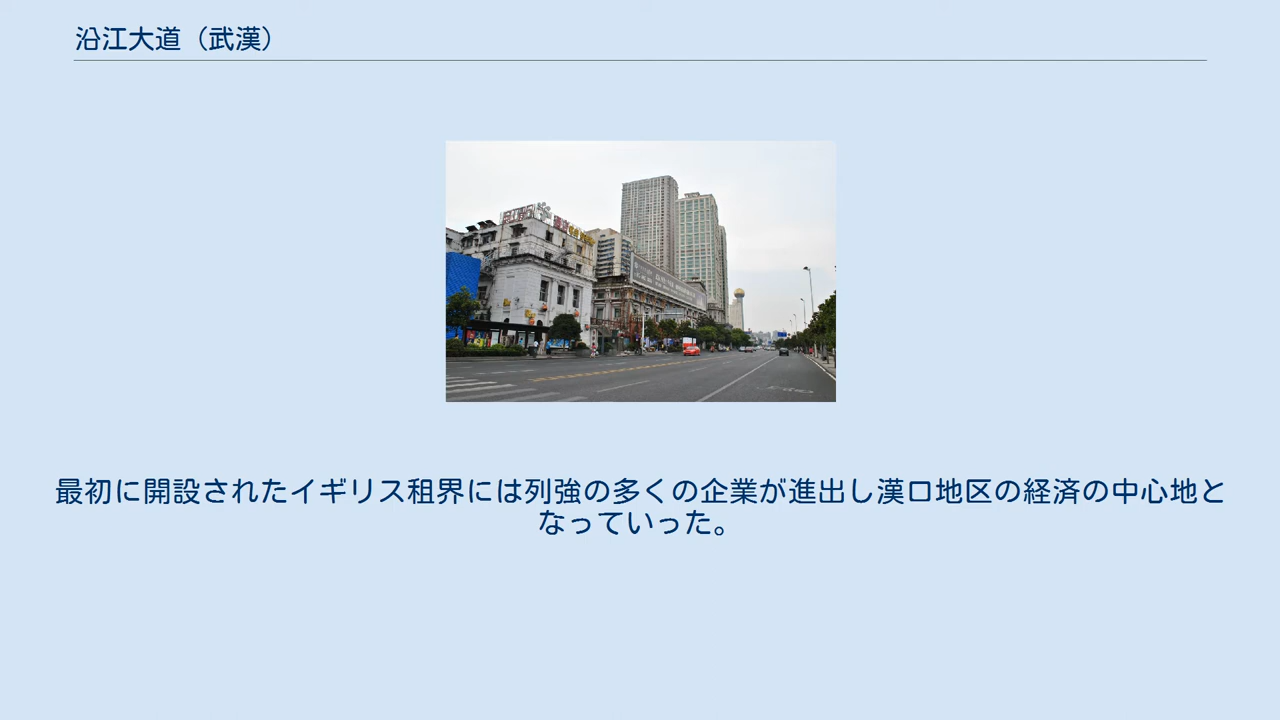 沿江大道（武漢）
最初に開設されたイギリス租界には列強の多くの企業が進出し漢口地区の経済の中心地と
なっていった。